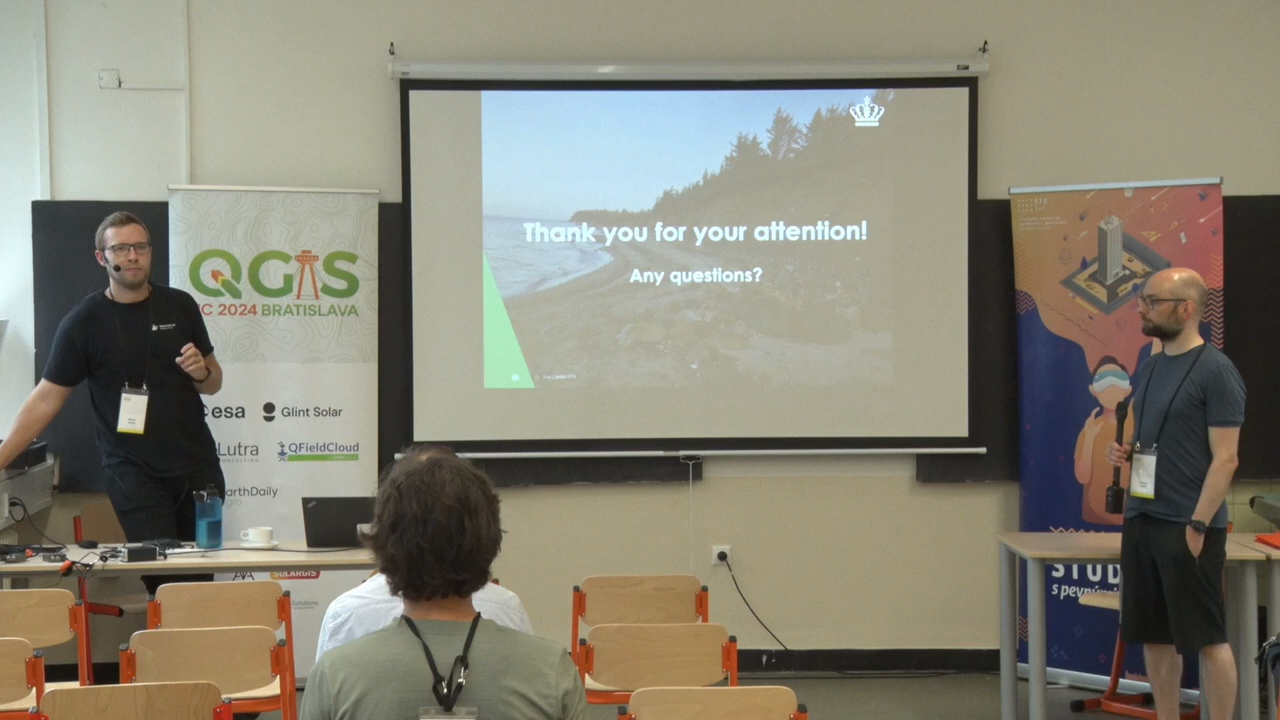 Thank you for your attention!
Any questions?
QGIS
C 2024 BRATISLAVA
esa
Glint Solar
Lutra
QFieldCloud
arthDaily
SOLARGIS
STUD
s pevným